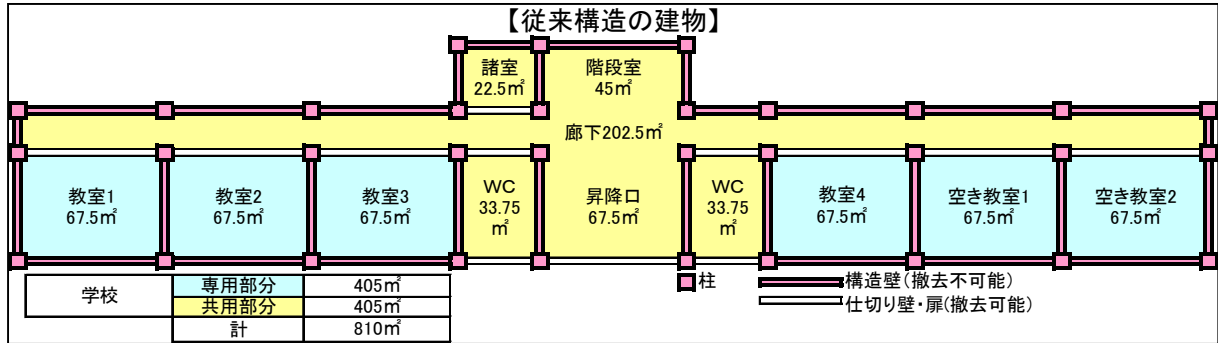 【従来構造の建物】
諸室
22.5㎡
階段室
45㎡
廊下202.5㎡
教室1
67.5㎡
教室2
67.5㎡
教室3
67.5㎡
WC
33.75
㎡
昇降口
67.5㎡
WC
33.75
㎡
教室4
67.5㎡
空き教室1
67.5㎡
空き教室2
67.5㎡
学校
専用部分
405㎡
共用部分
405㎡
計
810㎡
柱
構造壁(撤去不可能)
仕切り壁・扉(撤去可能)